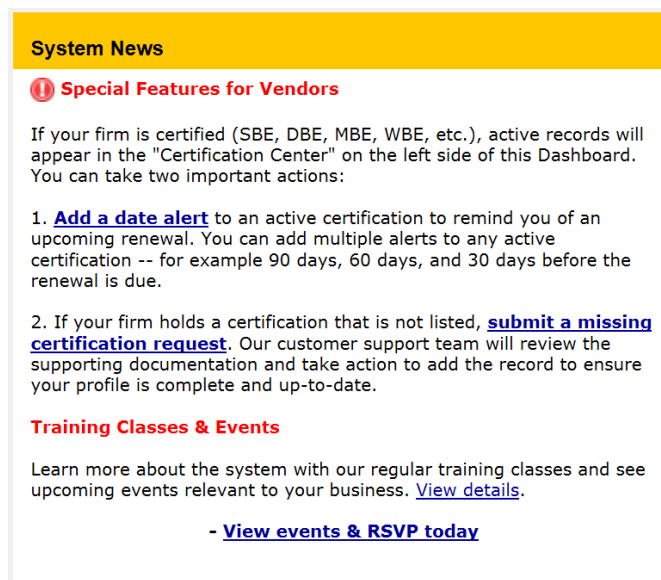 System News
Special Features for Vendors
If your firm is certified (SBE, DBE, MBE, WBE, etc.), active records will
appear in the "Certification Center" on the left side of this Dashboard.
You can take two important actions:
1. Add a date alert to an active certification to remind you of an
upcoming renewal. You can add multiple alerts to any active
certification -- for example 90 days, 60 days, and 30 days before the
renewal is due.
2. If your firm holds a certification that is not listed, submit a missing
certification request. Our customer support team will review the
supporting documentation and take action to add the record to ensure
your profile is complete and up-to-date.
Training Classes & Events
Learn more about the system with our regular training classes and see
upcoming events relevant to your business. View details.
- View events & RSVP today